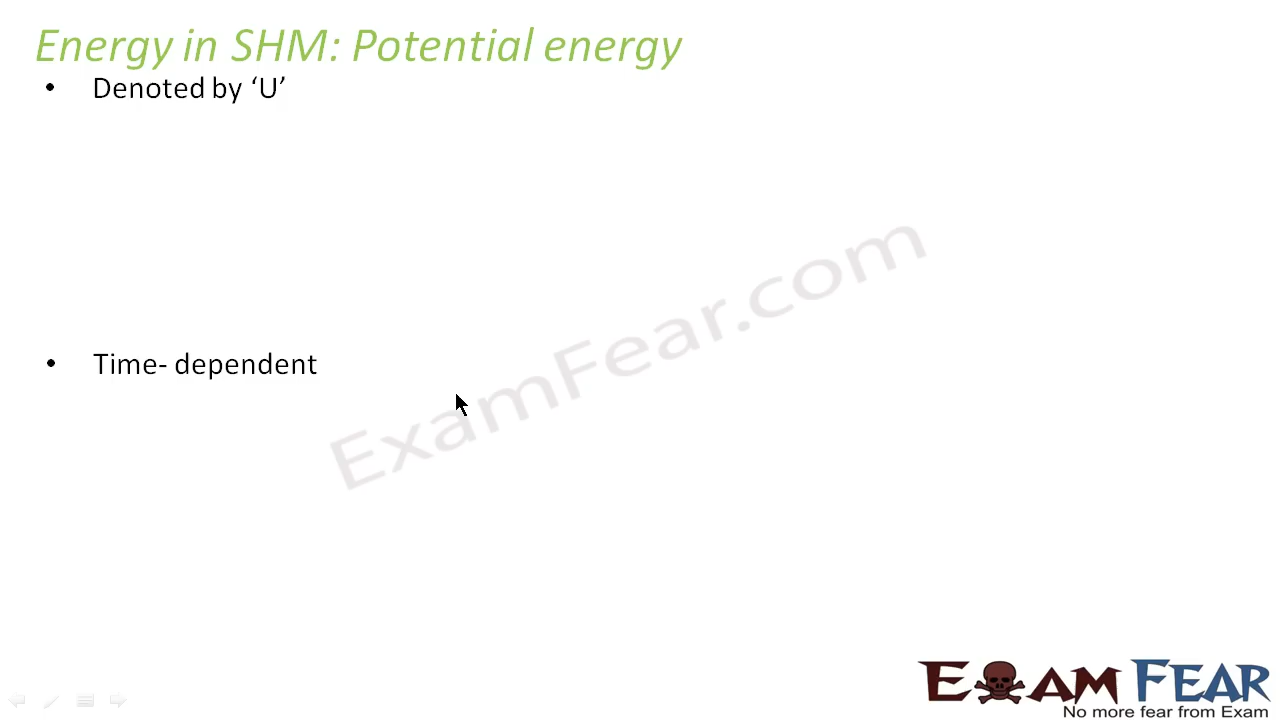 Energy in SHM: Potential energy
• Denoted by ‘U’
ExamFear.com
• Time- dependent
EXAM FEAR
No more fear from Exam